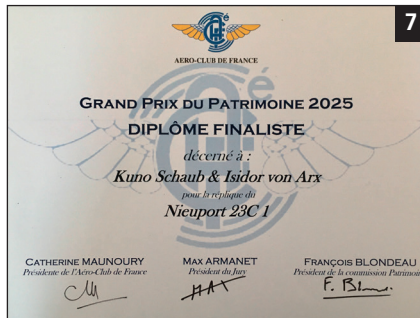 7
AERO-CLUB DE FRANCE
GRAND PRIX DU PATRIMOINE 2025
DIPLÔME FINALISTE
décerné à :
Kuno Schaub & Isidor von Arx
pour la réplique du
Nieuport 23C 1
CATHERINE MAUNOURY MAX ARMANET FRANÇOIS BLONDEAU
Présidente de l'Aéro-Club de France Président du Jury Président de la commission Patrimoine